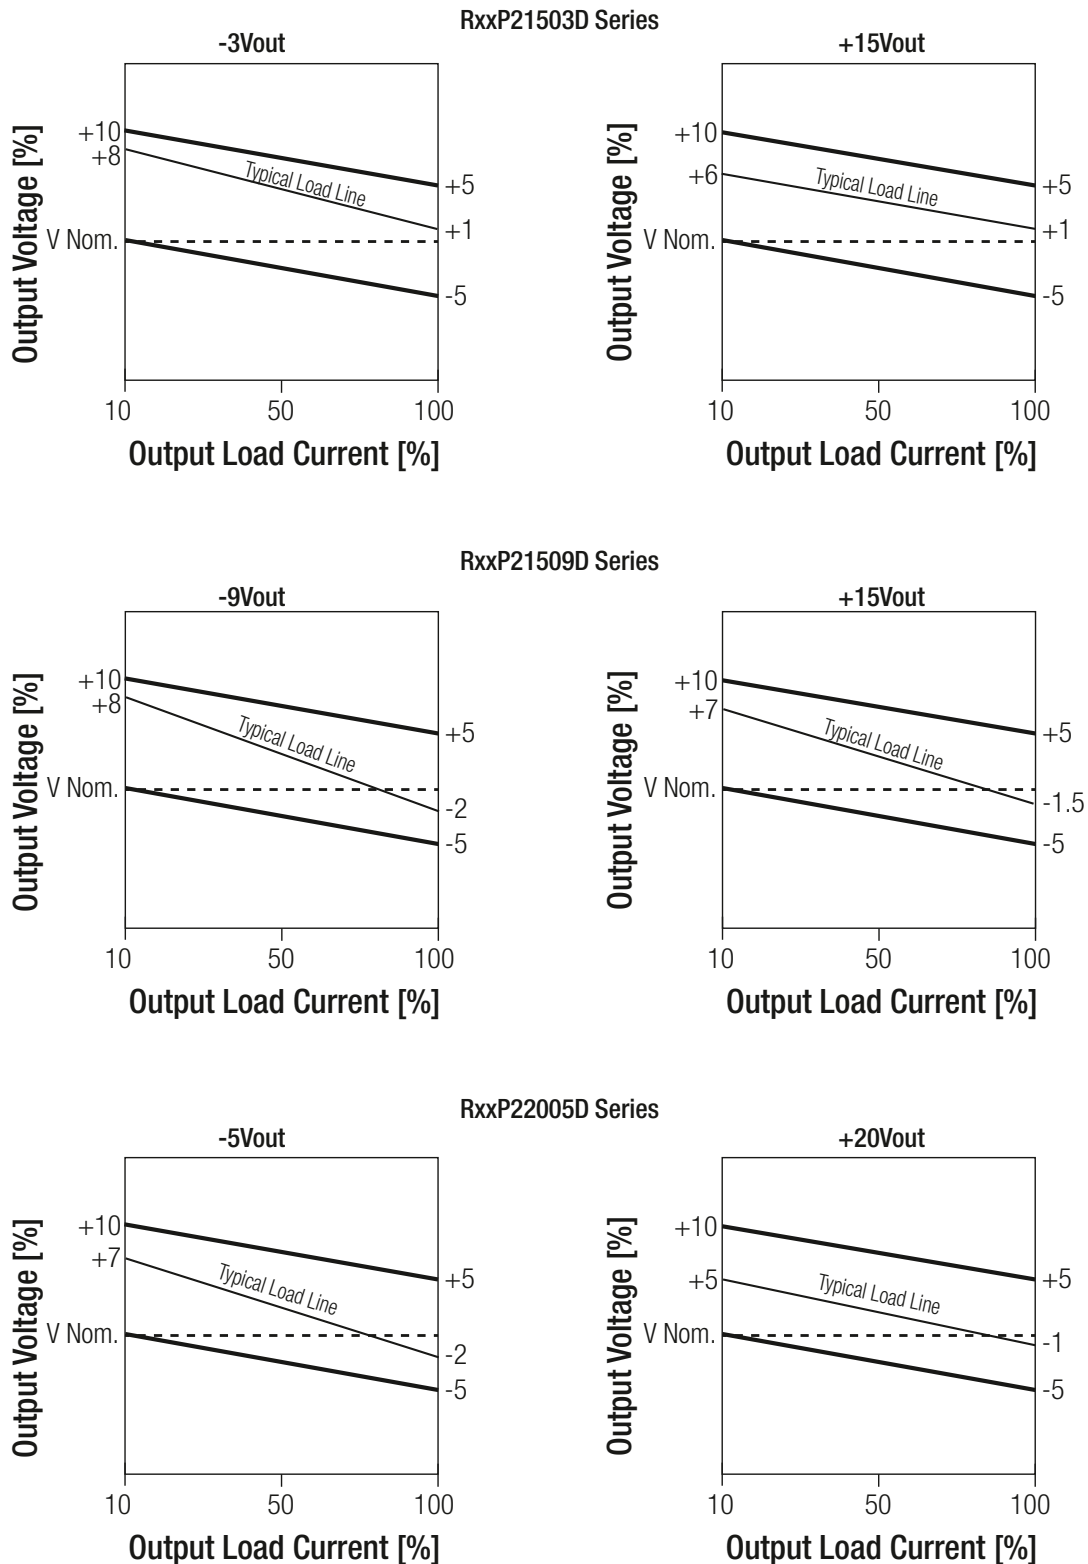 RxxP21503D Series
-3Vout
Output Voltage [%]
+10
+8
V Nom.
Typical Load Line
+5
+1
-5
10
50
100
Output Load Current [%]
+15Vout
Output Voltage [%]
+10
+6
V Nom.
Typical Load Line
+5
+1
-5
10
50
100
Output Load Current [%]
RxxP21509D Series
-9Vout
Output Voltage [%]
+10
+8
V Nom.
Typical Load Line
+5
-2
-5
10
50
100
Output Load Current [%]
+15Vout
Output Voltage [%]
+10
+7
V Nom.
Typical Load Line
+5
-1.5
-5
10
50
100
Output Load Current [%]
RxxP22005D Series
-5Vout
Output Voltage [%]
+10
+7
V Nom.
Typical Load Line
+5
-2
-5
10
50
100
Output Load Current [%]
+20Vout
Output Voltage [%]
+10
+5
V Nom.
Typical Load Line
+5
-1
-5
10
50
100
Output Load Current [%]